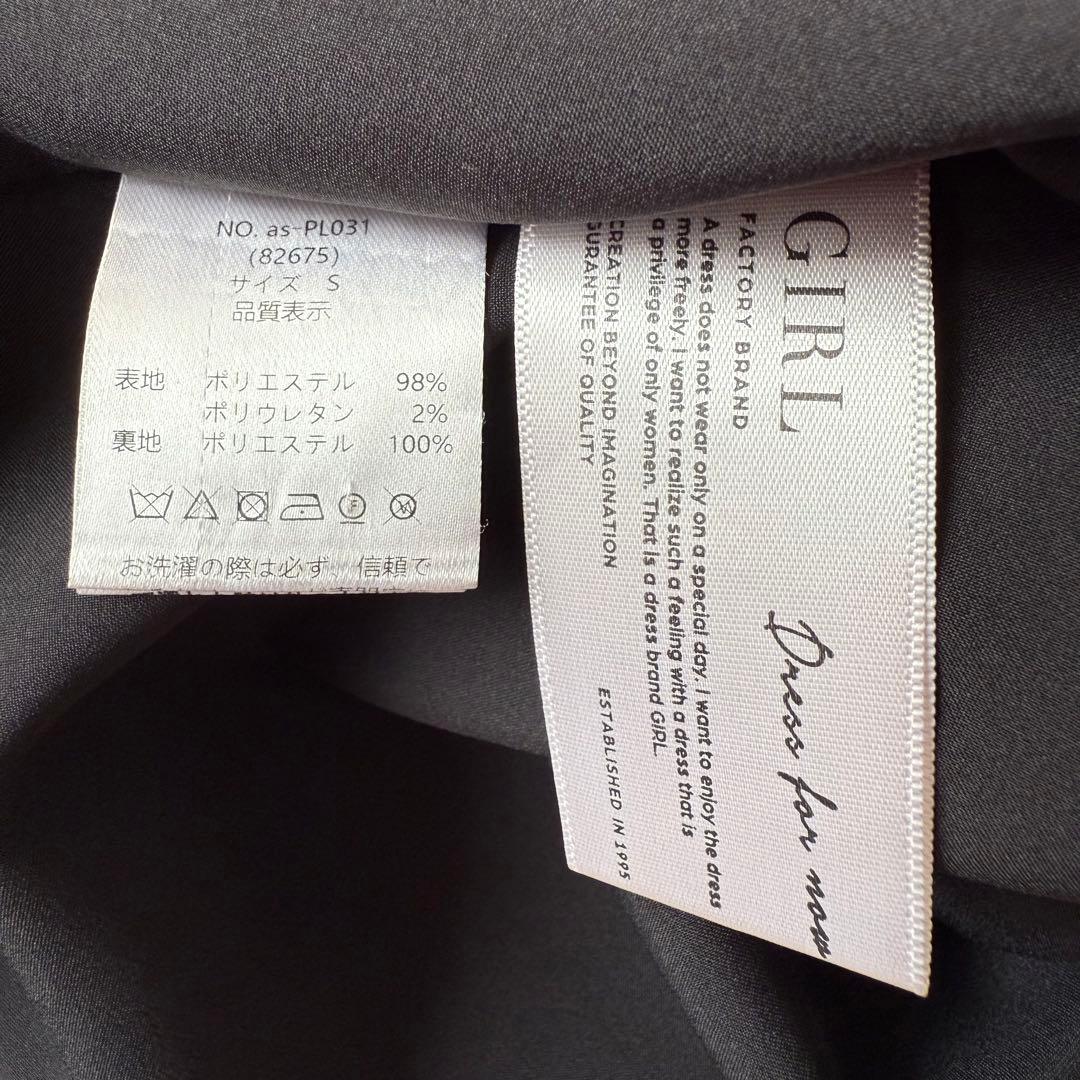 NO. as-PL031
(82675)
サイズ S
品質表示
表地 ポリエステル 98%
ポリウレタン 2%
裏地 ポリエステル 100%
お洗濯の際は必ず、信頼で
GIRL
FACTORY BRAND
A dress does not wear only on a special day. I want to enjoy the dress
more freely. I want to realize such a feeling with a dress that is
a privilege of only women. That is a dress brand GIRL.
CREATION BEYOND IMAGINATION
GURANTEE OF QUALITY
ESTABLISHED IN 1995
Dress for now